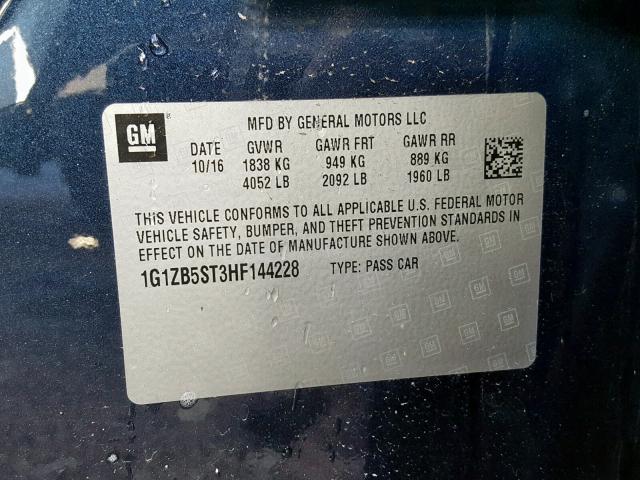 GM
MFD BY GENERAL MOTORS LLC
DATE GVWR GAWR FRT GAWR RR
10/16 1838 KG 949 KG 889 KG
4052 LB 2092 LB 1960 LB
THIS VEHICLE CONFORMS TO ALL APPLICABLE U.S. FEDERAL MOTOR
VEHICLE SAFETY, BUMPER, AND THEFT PREVENTION STANDARDS IN
EFFECT ON THE DATE OF MANUFACTURE SHOWN ABOVE.
1G1ZB5ST3HF144228 TYPE: PASS CAR